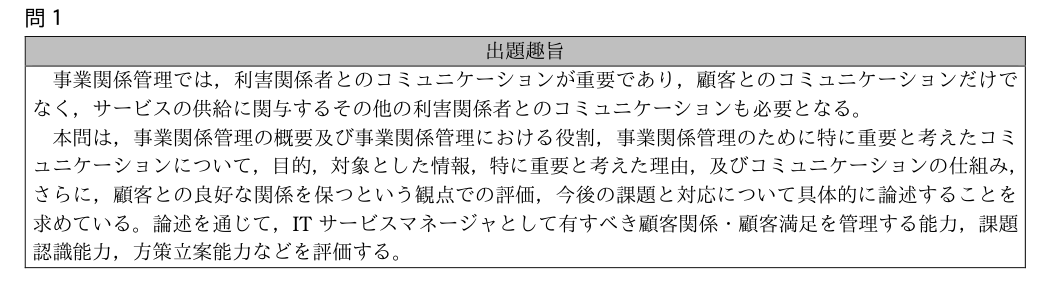 問 1
出題趣旨
事業関係管理では，利害関係者とのコミュニケーションが重要であり，顧客とのコミュニケーションだけで
なく，サービスの供給に関与するその他の利害関係者とのコミュニケーションも必要となる。
本問は，事業関係管理の概要及び事業関係管理における役割，事業関係管理のために特に重要と考えたコミ
ュニケーションについて，目的，対象とした情報，特に重要と考えた理由，及びコミュニケーションの仕組み，
さらに，顧客との良好な関係を保つという観点での評価，今後の課題と対応について具体的に論述することを
求めている。論述を通じて，IT サービスマネージャとして有すべき顧客関係・顧客満足を管理する能力，課題
認識能力，方策立案能力などを評価する。